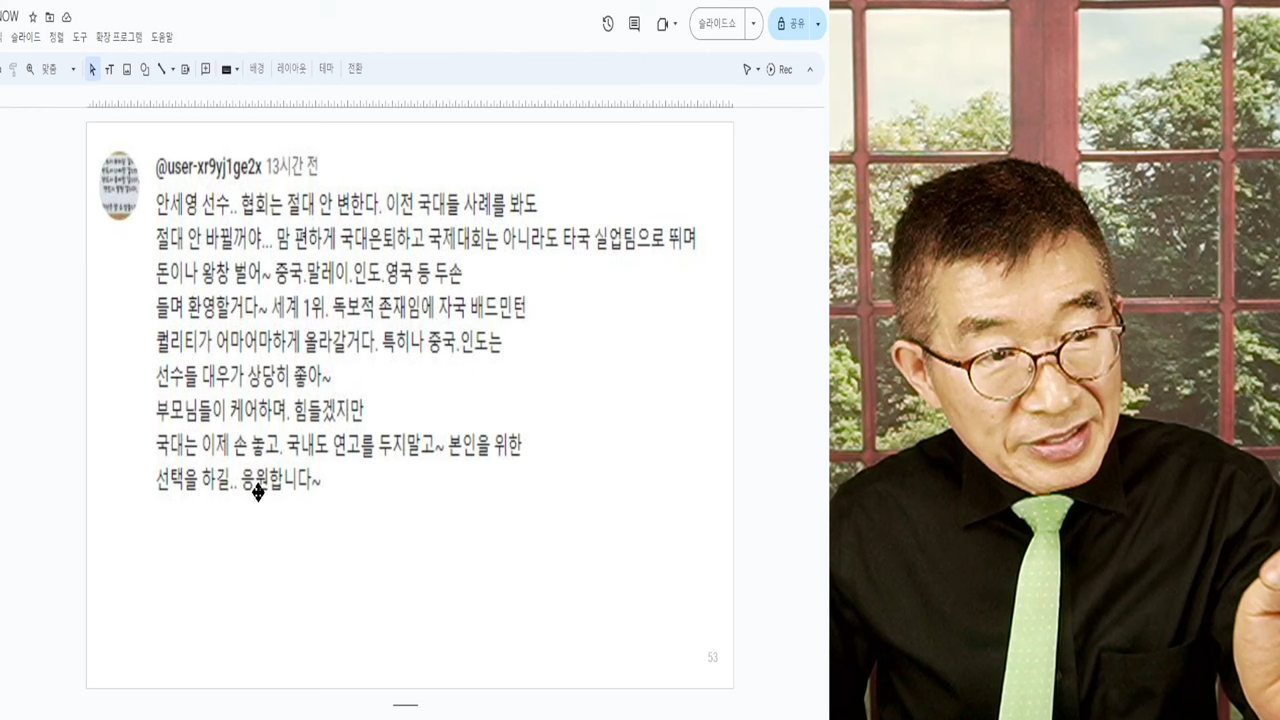 NOW
슬라이드 정렬 도구 확장 프로그램 도움말
슬라이드쇼
공유
맞춤
배경 레이아웃 테마 전환
Rec
@user-xr9yj1ge2x 13시간 전
안세영 선수.. 협회는 절대 안 변한다. 이전 국대들 사례를 봐도
절대 안 바뀔꺼야... 맘 편하게 국대은퇴하고 국제대회는 아니라도 타국 실업팀으로 뛰며
돈이나 왕창 벌어~ 중국.말레이.인도.영국 등 두손
들며 환영할거다~ 세계 1위. 독보적 존재임에 자국 배드민턴
퀄리티가 어마어마하게 올라갈거다. 특히나 중국.인도는
선수들 대우가 상당히 좋아~
부모님들이 케어하며. 힘들겠지만
국대는 이제 손 놓고. 국내도 연고를 두지말고~ 본인을 위한
선택을 하길.. 응원합니다~
53